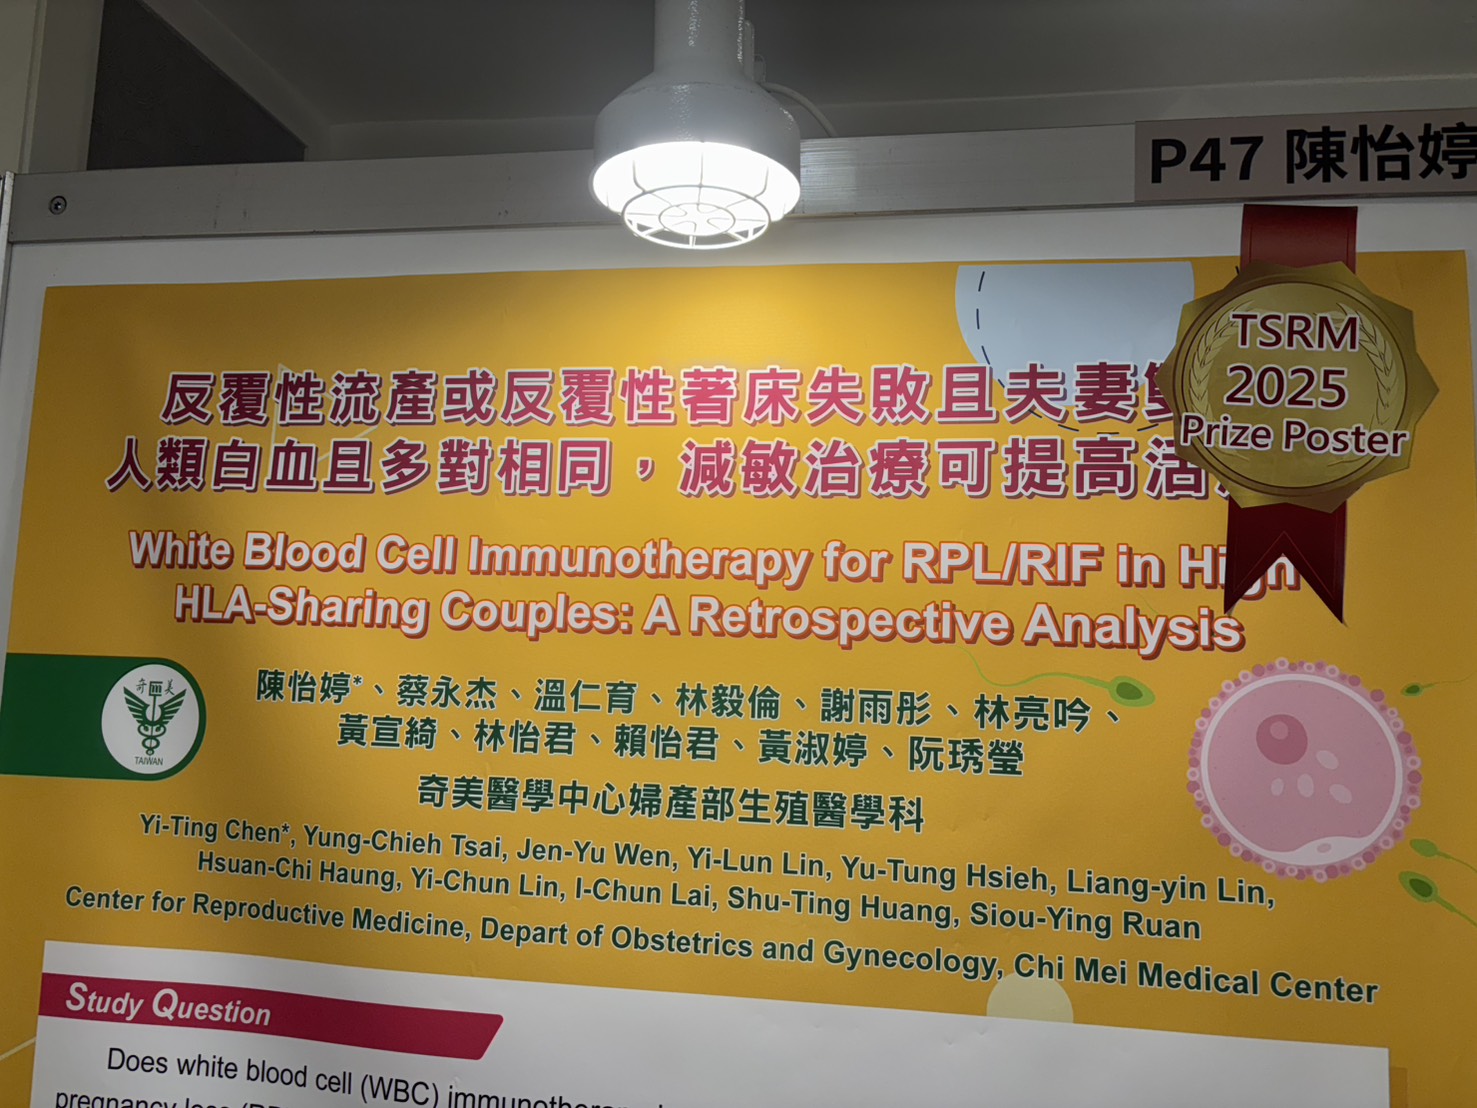 P47 陳怡婷
TSRM
2025
Prize Poster
反覆性流產或反覆性著床失敗且夫妻
人類白血且多對相同，減敏治療可提高活
White Blood Cell Immunotherapy for RPL/RIF in High
HLA-Sharing Couples: A Retrospective Analysis
奇美
TAIWAN
陳怡婷*、蔡永杰、溫仁育、林毅倫、謝雨彤、林亮吟、
黃宣綺、林怡君、賴怡君、黃淑婷、阮琇瑩
奇美醫學中心婦產部生殖醫學科
Yi-Ting Chen*, Yung-Chieh Tsai, Jen-Yu Wen, Yi-Lun Lin, Yu-Tung Hsieh, Liang-yin Lin,
Hsuan-Chi Haung, Yi-Chun Lin, I-Chun Lai, Shu-Ting Huang, Siou-Ying Ruan
Center for Reproductive Medicine, Depart of Obstetrics and Gynecology, Chi Mei Medical Center
Study Question
Does white blood cell (WBC)
pregnancy